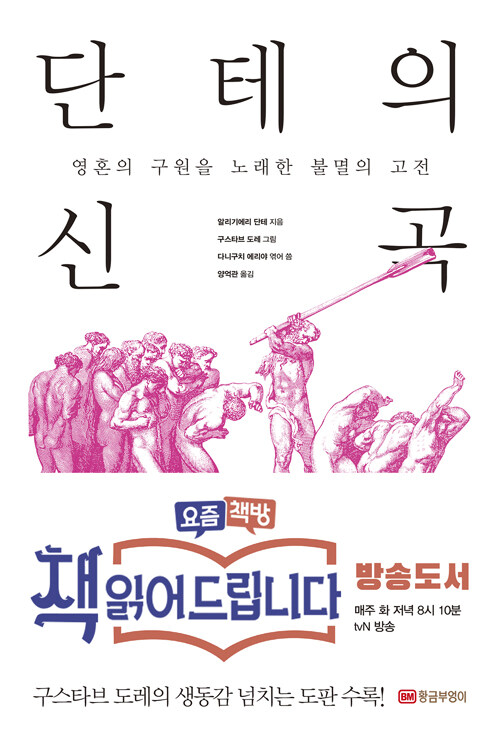 단테의
영혼의 구원을 노래한 불멸의 고전
신곡
알리기에리 단테 지음
구스타브 도레 그림
다니구치 에리야 엮어 씀
양억관 옮김
요즘책방
책 읽어드립니다
방송도서
매주 화 저녁 8시 10분
tvN 방송
구스타브 도레의 생동감 넘치는 도판 수록!
BM 황금부엉이